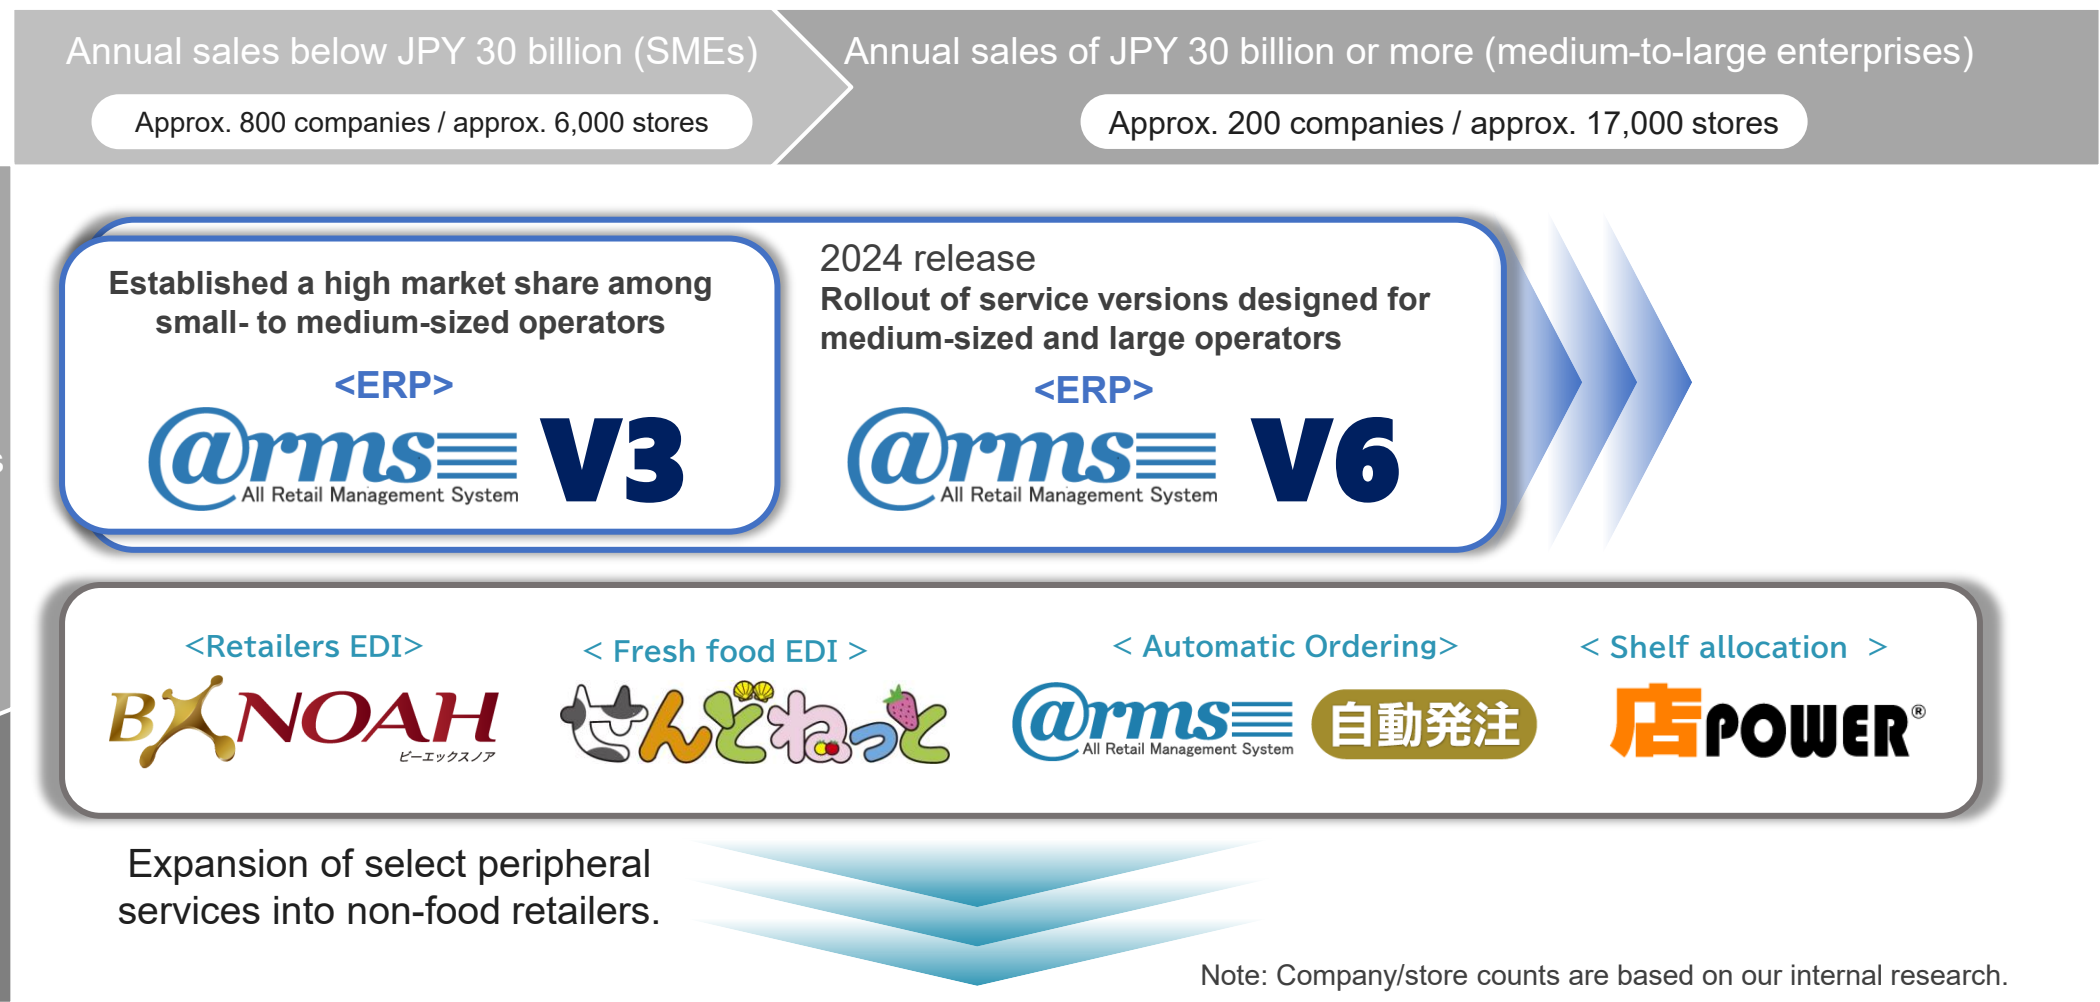 Annual sales below JPY 30 billion (SMEs)
Approx. 800 companies / approx. 6,000 stores
Annual sales of JPY 30 billion or more (medium-to-large enterprises)
Approx. 200 companies / approx. 17,000 stores
Established a high market share among
small- to medium-sized operators
<ERP>
@rms V3
All Retail Management System
2024 release
Rollout of service versions designed for
medium-sized and large operators
<ERP>
@rms V6
All Retail Management System
s
<Retailers EDI>
BXNOAH
ビーエックスノア
< Fresh food EDI >
せんどねっと
< Automatic Ordering>
@rms 自動発注
All Retail Management System
< Shelf allocation >
店POWER®
Expansion of select peripheral
services into non-food retailers.
Note: Company/store counts are based on our internal research.